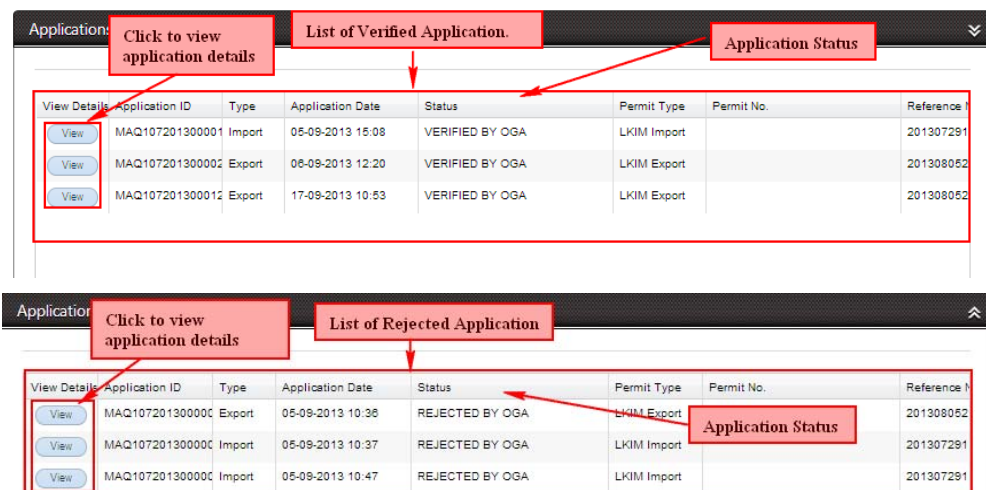 Application
Click to view
application details
List of Verified Application.
Application Status
View Details Application ID Type Application Date Status Permit Type Permit No. Reference
View MAQ107201300001 Import 05-09-2013 15:08 VERIFIED BY OGA LKIM Import 201307291
View MAQ107201300002 Export 06-09-2013 12:20 VERIFIED BY OGA LKIM Export 201308052
View MAQ107201300012 Export 17-09-2013 10:53 VERIFIED BY OGA LKIM Export 201308052
Application
Click to view
application details
List of Rejected Application
View Details Application ID Type Application Date Status Permit Type Permit No. Reference
View MAQ10720130000 Export 05-09-2013 10:36 REJECTED BY OGA LKIM Export 201308052
Application Status
View MAQ10720130000 Import 05-09-2013 10:37 REJECTED BY OGA LKIM Import 201307291
View MAQ10720130000 Import 05-09-2013 10:47 REJECTED BY OGA LKIM Import 201307291